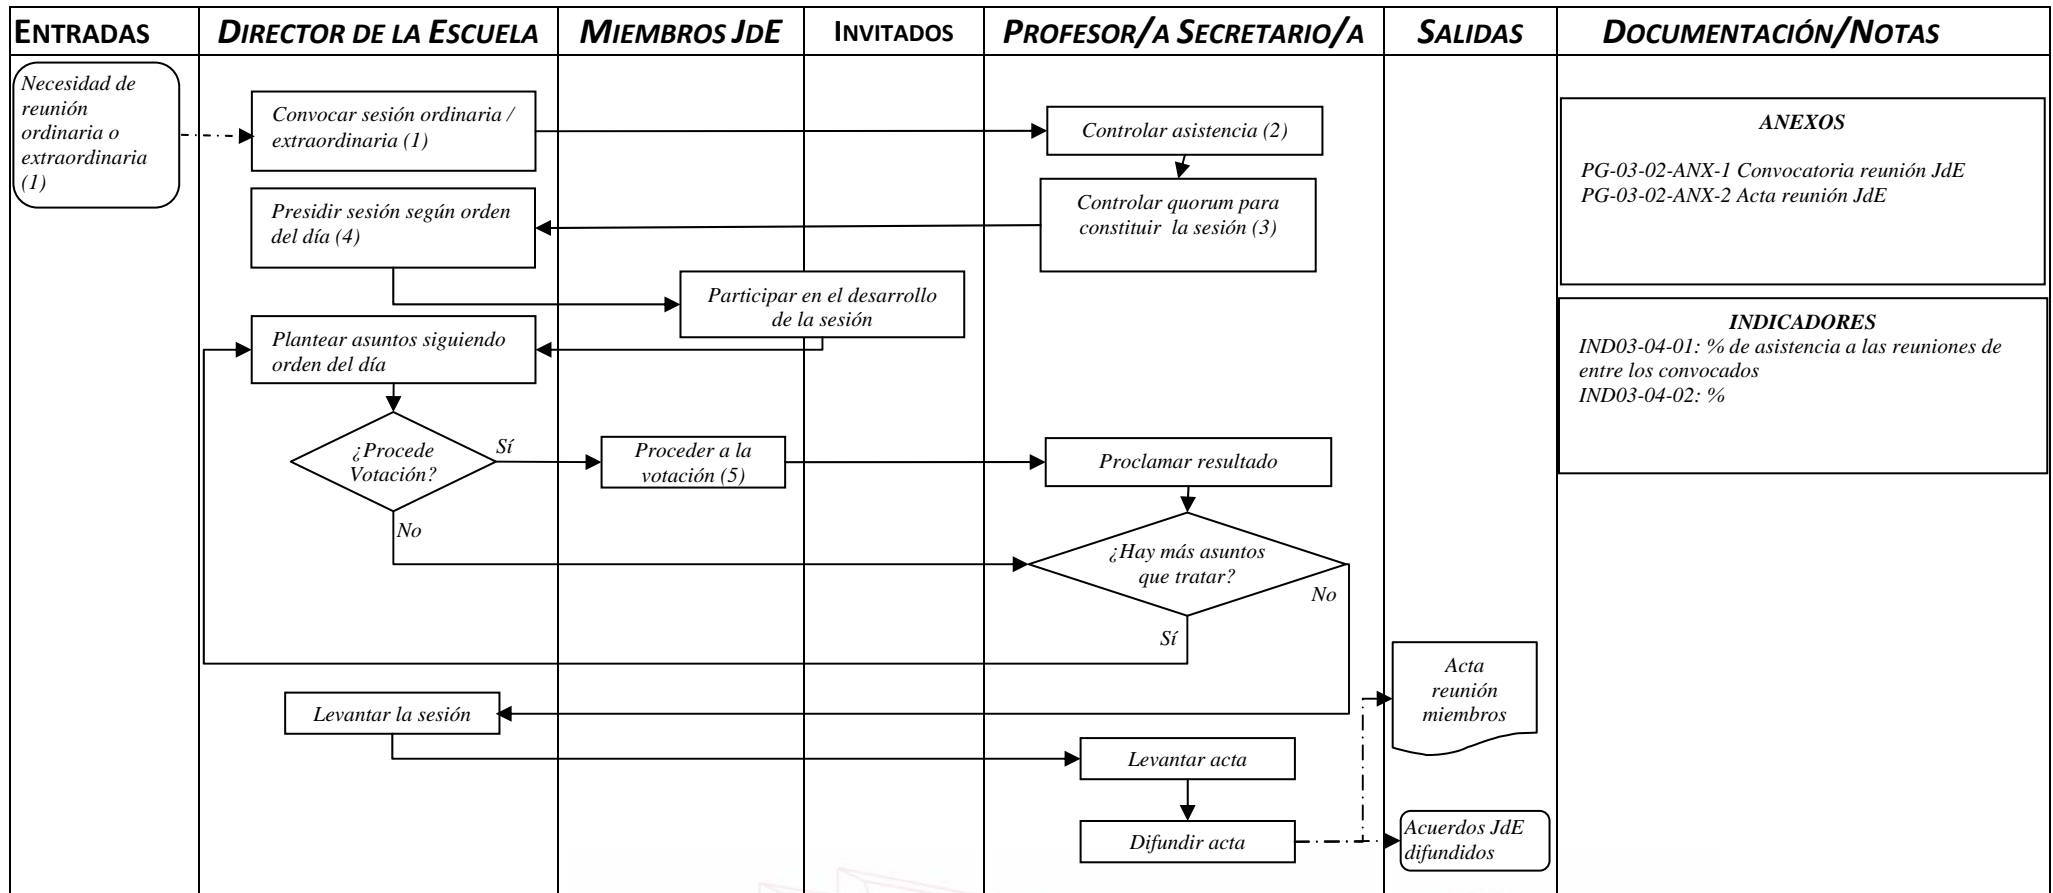 ENTRADAS
DIRECTOR DE LA ESCUELA
MIEMBROS JDE
INVITADOS
PROFESOR/A SECRETARIO/A
SALIDAS
DOCUMENTACIÓN/NOTAS
Necesidad de
reunión
ordinaria o
extraordinaria
(1)
Convocar sesión ordinaria /
extraordinaria (1)
Controlar asistencia (2)
ANEXOS
PG-03-02-ANX-1 Convocatoria reunión JdE
PG-03-02-ANX-2 Acta reunión JdE
Presidir sesión según orden
del día (4)
Controlar quorum para
constituir la sesión (3)
Participar en el desarrollo
de la sesión
INDICADORES
IND03-04-01: % de asistencia a las reuniones de
entre los convocados
IND03-04-02: %
Plantear asuntos siguiendo
orden del día
¿Procede
Votación?
Sí
Proceder a la
votación (5)
Proclamar resultado
No
¿Hay más asuntos
que tratar?
No
Sí
Acta
reunión
miembros
Levantar la sesión
Levantar acta
Difundir acta
Acuerdos JdE
difundidos